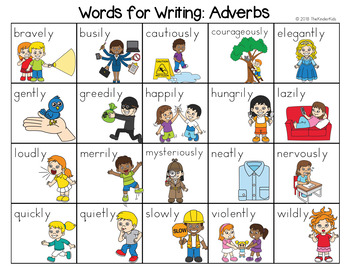 Words for Writing: Adverbs
© 2018 TheKinderKids
bravely busily cautiously courageously elegantly
gently greedily happily hungrily lazily
loudly merrily mysteriously neatly nervously
quickly quietly slowly violently wildly